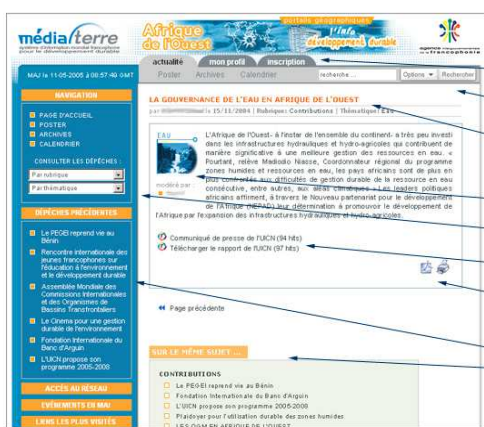 médiaterre
système d'information mondial francophone
pour le développement durable
Afrique
de l'Ouest
portails géographiques
l'info
développement durable
agence intergouvernementale
de la francophonie
MAJ le 11-05-2005 à 00:57:49 GMT
actualité mon profil inscription
Poster Archives Calendrier
recherche ...
Options
Rechercher
NAVIGATION
PAGE D'ACCUEIL
POSTER
ARCHIVES
CALENDRIER
CONSULTER LES DÉPÊCHES :
Par rubrique
Par thématique
DÉPÊCHES PRÉCÉDENTES
Le PEGEI reprend vie au
Bénin
Rencontre internationale des
jeunes francophones sur
l'éducation à l'environnement
et le développement durable
Assemblée Mondiale des
Commissions Internationales
et des Organismes de
Bassins Transfrontaliers
Le Cinema pour une gestion
durable de l'environnement
Fondation Internationale du
Banc d'Arguin
L'UICN propose son
programme 2005-2008
ACCÈS AU RÉSEAU
EVÉNEMENTS EN MAI
LIENS LES PLUS VISITÉS
LA GOUVERNANCE DE L'EAU EN AFRIQUE DE L'OUEST
par le 15/11/2004 | Rubrique: Contributions | Thématique: Eau
EAU
modéré par :
L'Afrique de l'Ouest- à l'instar de l'ensemble du continent- a très peu investi
dans les infrastructures hydrauliques et hydro-agricoles qui contribuent de
manière significative à une meilleure gestion des ressources en eau. «
Pourtant, relève Madiodio Niasse, Coordonnateur régional du programme
zones humides et ressources en eau, les pays africains sont de plus en
plus confrontés aux difficultés de gestion durable de la ressource en eau
consécutive, entre autres, aux aléas climatiques ».Les leaders politiques
africains affirment, à travers le Nouveau partenariat pour le développement
de l'Afrique (NEPAD) leur détermination à promouvoir le développement de
l'Afrique par l'expansion des infrastructures hydrauliques et hydro-agricoles.
Communiqué de presse de l'UICN (94 hits)
Télécharger le rapport de l'UICN (97 hits)
Page précédente
SUR LE MÊME SUJET ...
CONTRIBUTIONS
Le PEGEI reprend vie au Bénin
Fondation Internationale du Banc d'Arguin
L'UICN propose son programme 2005-2008
Plaidoyer pour l'utilisation durable des zones humides
LES OGM EN AFRIQUE DE L'OUEST